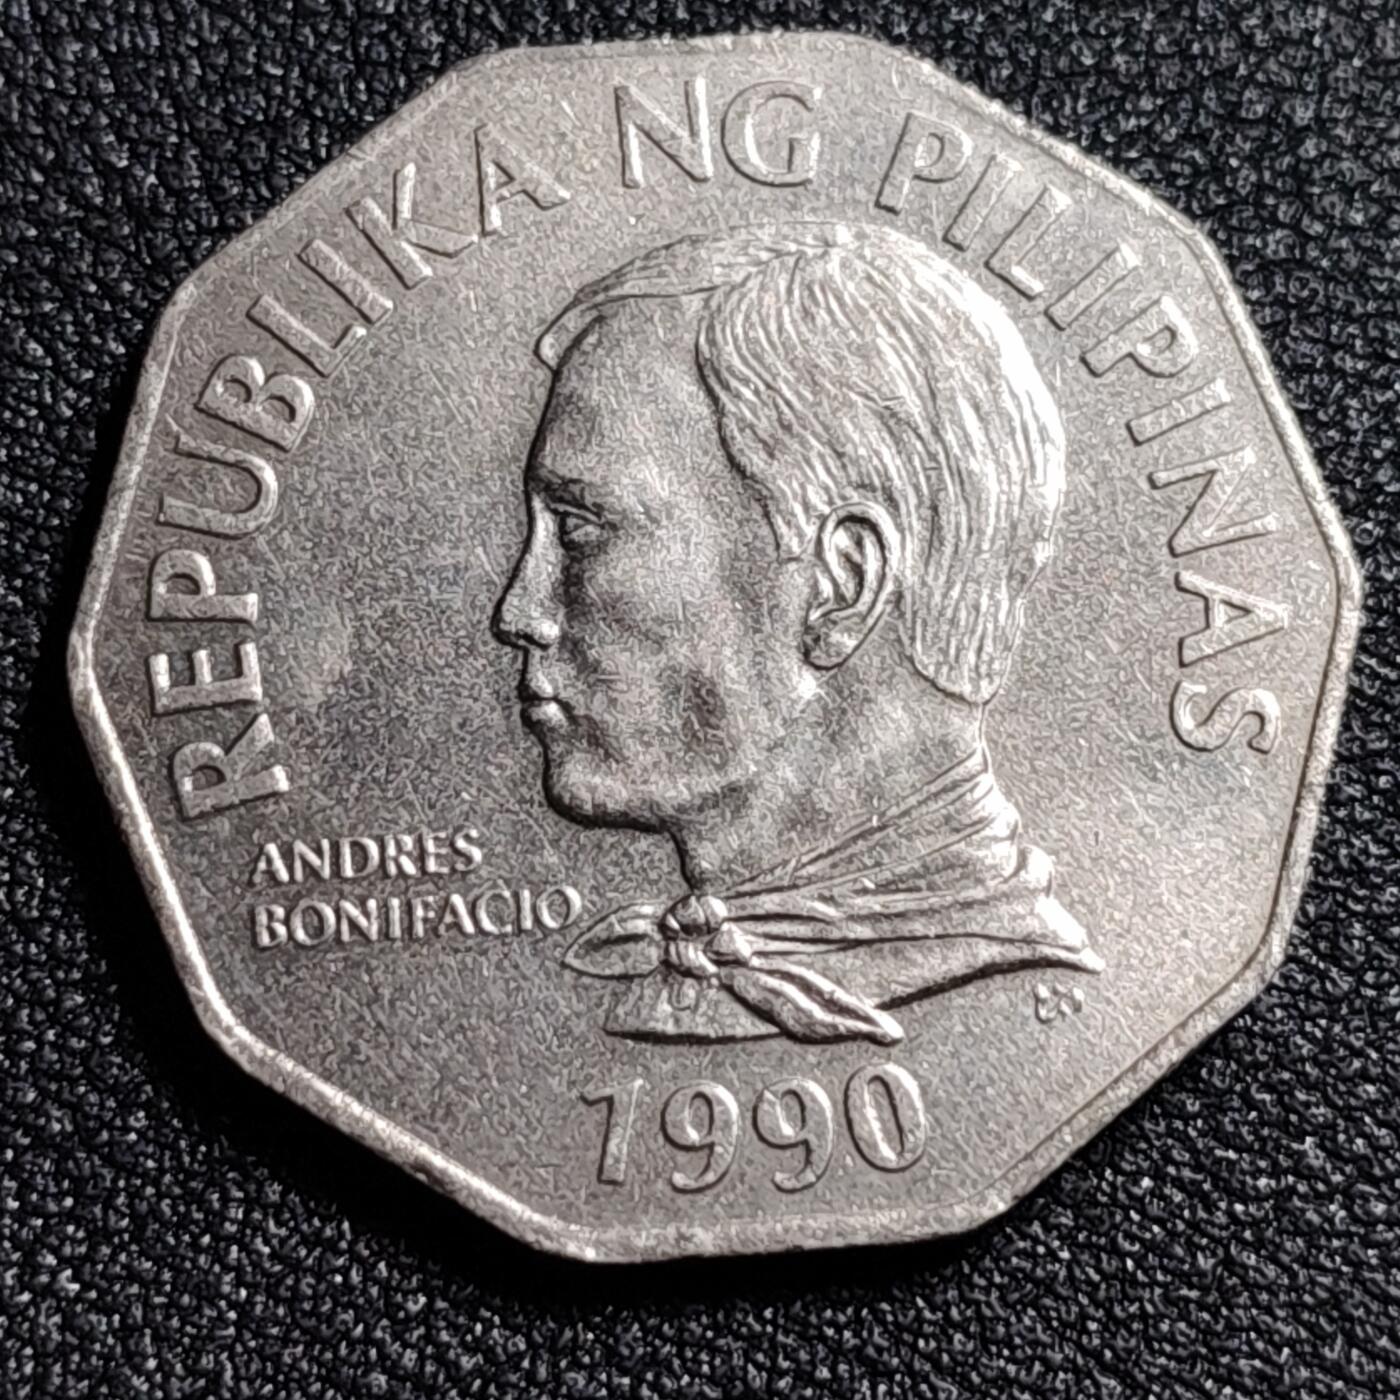 REPUBLIKA NG PILIPINAS
ANDRES
BONIFACIO
1990